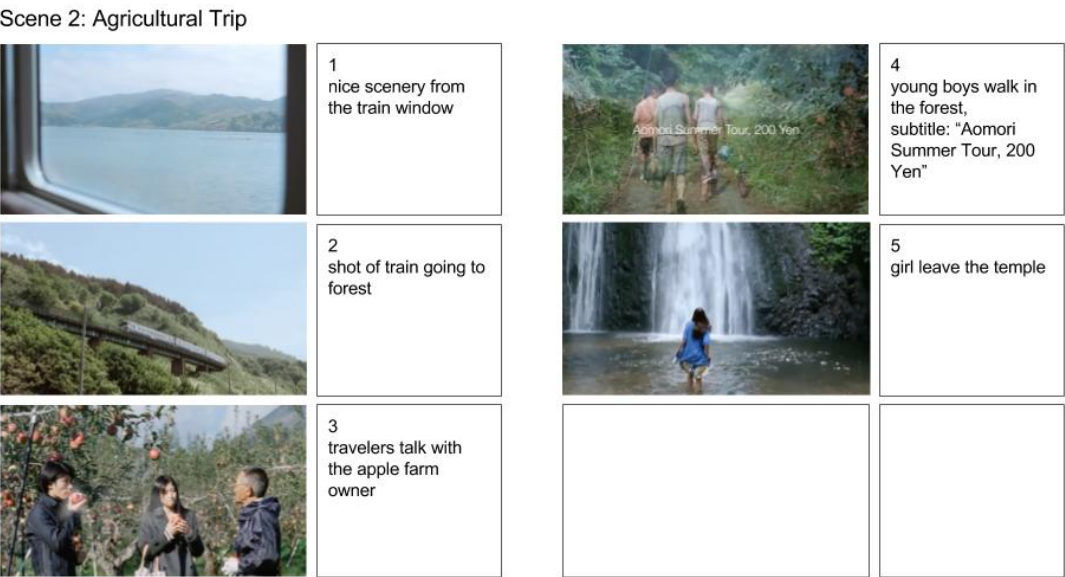 Scene 2: Agricultural Trip
1
nice scenery from
the train window
2
shot of train going to
forest
3
travelers talk with
the apple farm
owner
Aomori Summer Tour, 200 Yen
4
young boys walk in
the forest,
subtitle: “Aomori
Summer Tour, 200
Yen”
5
girl leave the temple